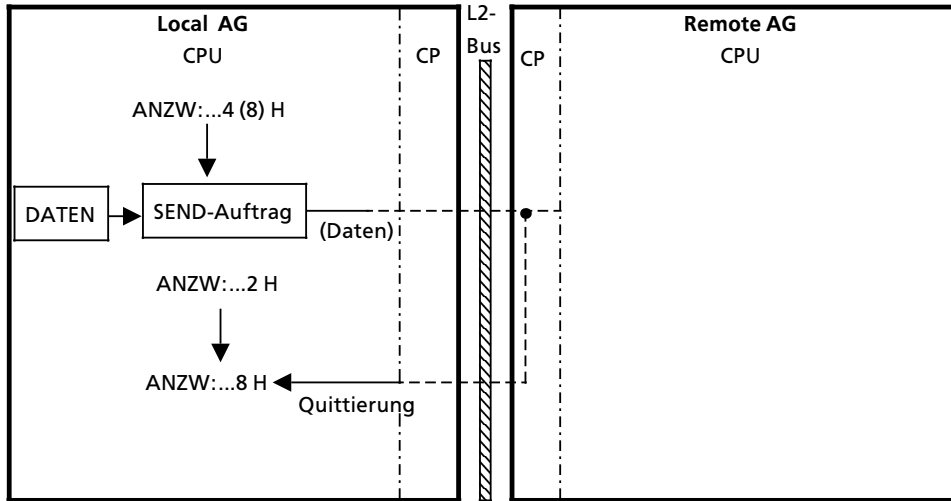 Local AG
CPU
CP
L2-
Bus
CP
Remote AG
CPU
ANZW:...4 (8) H
DATEN
SEND-Auftrag
(Daten)
ANZW:...2 H
ANZW:...8 H
Quittierung